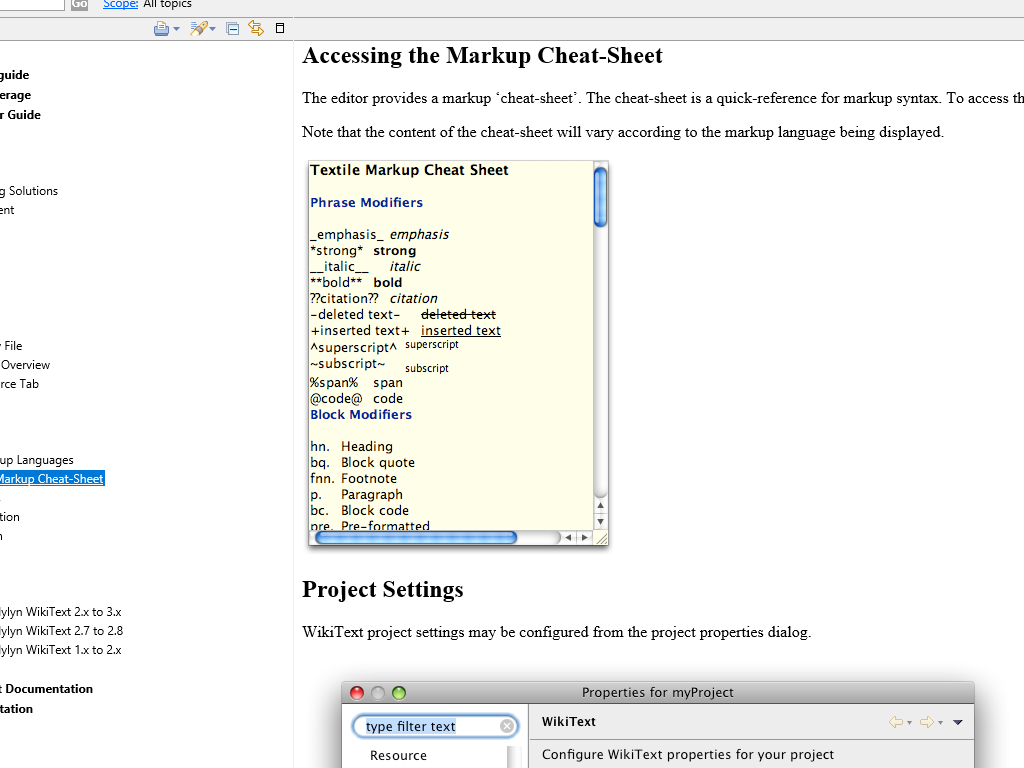 Go Scope: All topics
guide
erage
r Guide
g Solutions
ent
File
Overview
rce Tab
up Languages
Markup Cheat-Sheet
tion
ylyn WikiText 2.x to 3.x
ylyn WikiText 2.7 to 2.8
ylyn WikiText 1.x to 2.x
t Documentation
tation
Accessing the Markup Cheat-Sheet
The editor provides a markup ‘cheat-sheet’. The cheat-sheet is a quick-reference for markup syntax. To access th
Note that the content of the cheat-sheet will vary according to the markup language being displayed.
Textile Markup Cheat Sheet
Phrase Modifiers
_emphasis_ emphasis
*strong* strong
__italic__ italic
**bold** bold
??citation?? citation
-deleted text- deleted text
+inserted text+ inserted text
^superscript^ superscript
~subscript~ subscript
%span% span
@code@ code
Block Modifiers
hn. Heading
bq. Block quote
fnn. Footnote
p. Paragraph
bc. Block code
pre. Pre-formatted
Project Settings
WikiText project settings may be configured from the project properties dialog.
Properties for myProject
type filter text
WikiText
Resource
Configure WikiText properties for your project